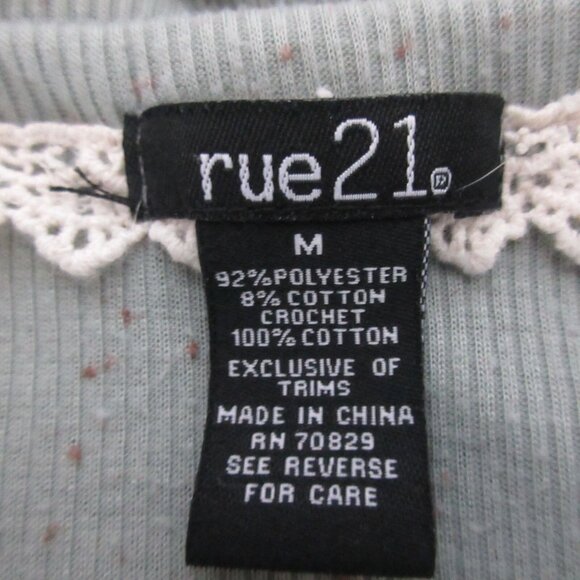 rue21®
M
92%POLYESTER
8% COTTON
CROCHET
100% COTTON
EXCLUSIVE OF
TRIMS
MADE IN CHINA
RN 70829
SEE REVERSE
FOR CARE